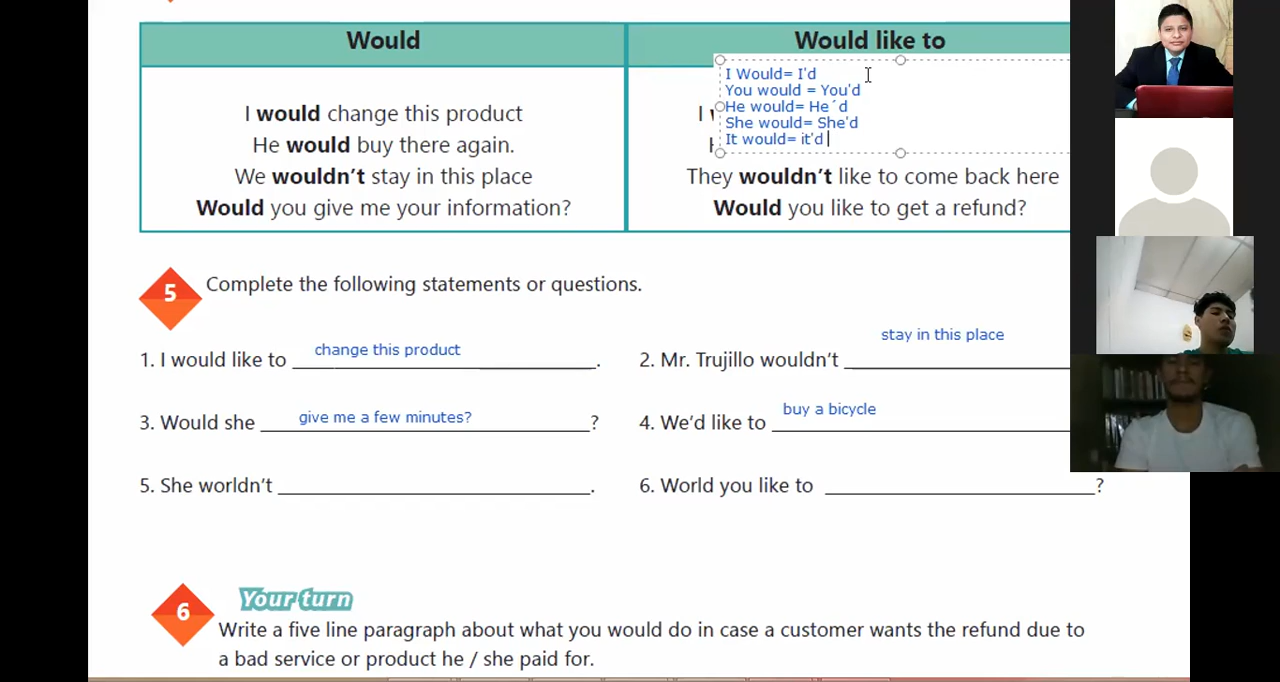 Would
Would like to
I would change this product
He would buy there again.
We wouldn't stay in this place
Would you give me your information?
I
I Would= I'd
You would = You'd
He would= He´d
She would= She'd
It would= it'd
They wouldn't like to come back here
Would you like to get a refund?
5
Complete the following statements or questions.
1. I would like to change this product .
2. Mr. Trujillo wouldn't stay in this place
3. Would she give me a few minutes? ?
4. We'd like to buy a bicycle
5. She worldn't .
6. World you like to ?
6
Your turn
Write a five line paragraph about what you would do in case a customer wants the refund due to
a bad service or product he / she paid for.